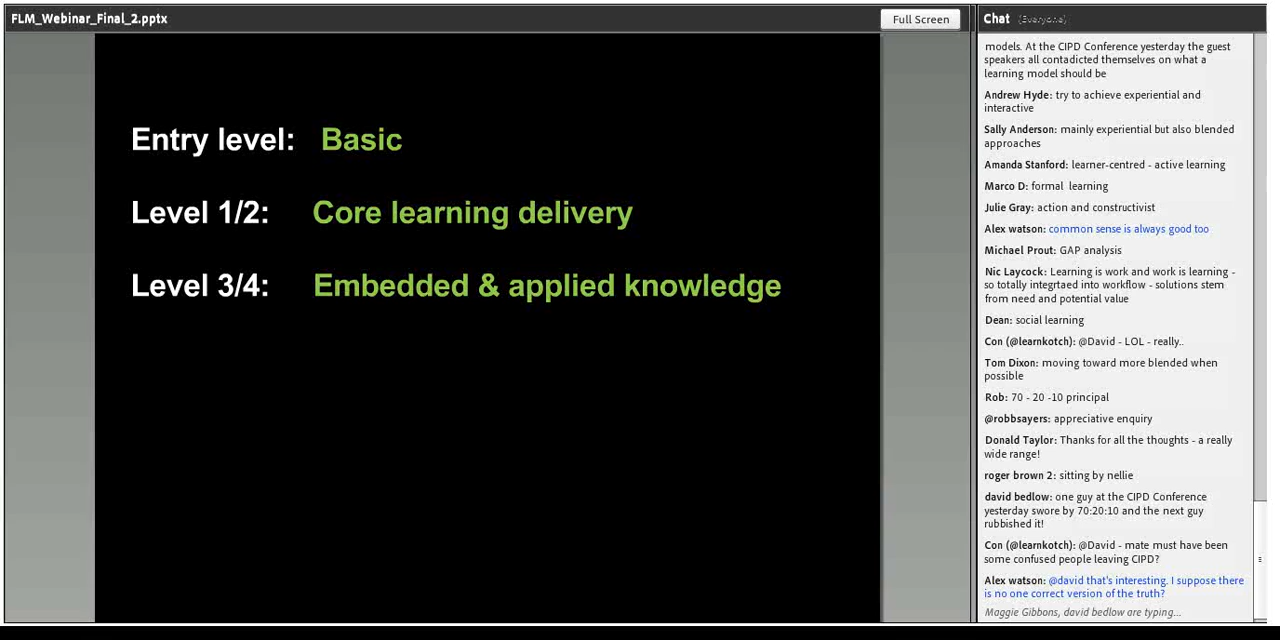 FLM_Webinar_Final_2.pptx
Full Screen
Entry level: Basic
Level 1/2: Core learning delivery
Level 3/4: Embedded & applied knowledge
Chat (Everyone)
models. At the CIPD Conference yesterday the guest
speakers all contadicted themselves on what a
learning model should be
Andrew Hyde: try to achieve experiential and
interactive
Sally Anderson: mainly experiential but also blended
approaches
Amanda Stanford: learner-centred - active learning
Marco D: formal learning
Julie Gray: action and constructivist
Alex watson: common sense is always good too
Michael Prout: GAP analysis
Nic Laycock: Learning is work and work is learning -
so totally integrtaed into workflow - solutions stem
from need and potential value
Dean: social learning
Con (@learnkotch): @David - LOL - really..
Tom Dixon: moving toward more blended when
possible
Rob: 70 - 20 -10 principal
@robbsayers: appreciative enquiry
Donald Taylor: Thanks for all the thoughts - a really
wide range!
roger brown 2: sitting by nellie
david bedlow: one guy at the CIPD Conference
yesterday swore by 70:20:10 and the next guy
rubbished it!
Con (@learnkotch): @David - mate must have been
some confused people leaving CIPD?
Alex watson: @david that's interesting. I suppose there
is no one correct version of the truth?
Maggie Gibbons, david bedlow are typing...